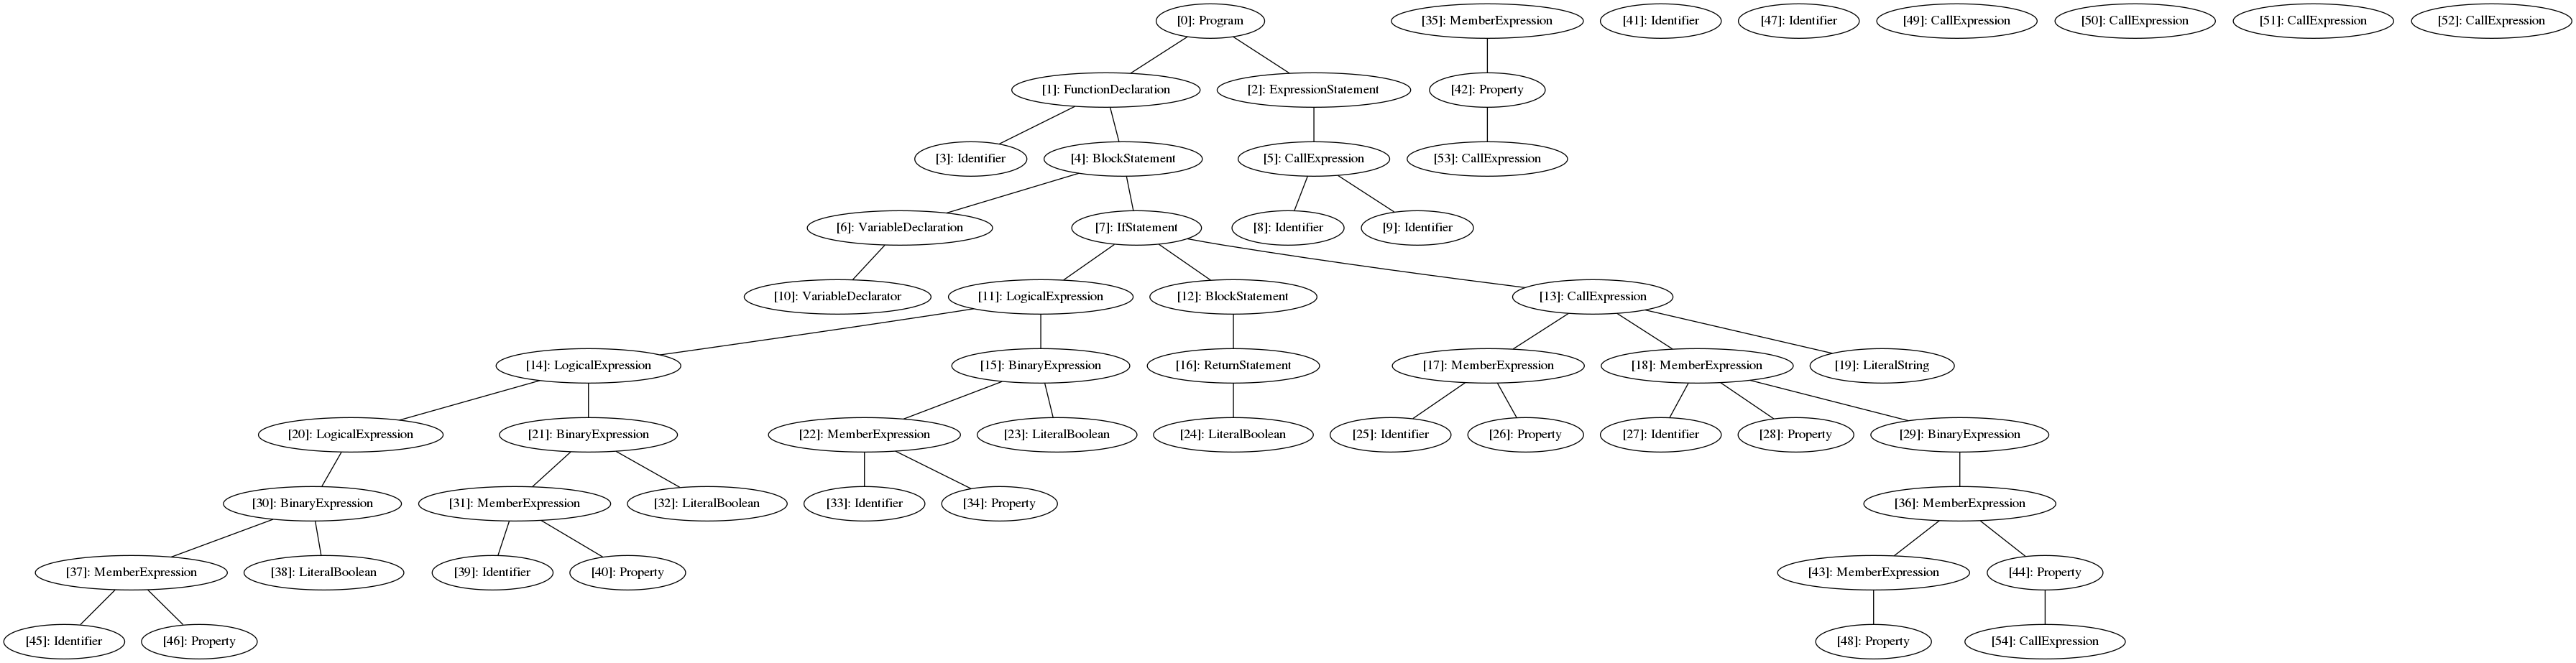 [0]: Program
[35]: MemberExpression
[41]: Identifier
[47]: Identifier
[49]: CallExpression
[50]: CallExpression
[51]: CallExpression
[52]: CallExpression
[1]: FunctionDeclaration
[2]: ExpressionStatement
[42]: Property
[3]: Identifier
[4]: BlockStatement
[5]: CallExpression
[53]: CallExpression
[6]: VariableDeclaration
[7]: IfStatement
[8]: Identifier
[9]: Identifier
[10]: VariableDeclarator
[11]: LogicalExpression
[12]: BlockStatement
[13]: CallExpression
[14]: LogicalExpression
[15]: BinaryExpression
[16]: ReturnStatement
[17]: MemberExpression
[18]: MemberExpression
[19]: LiteralString
[20]: LogicalExpression
[21]: BinaryExpression
[22]: MemberExpression
[23]: LiteralBoolean
[24]: LiteralBoolean
[25]: Identifier
[26]: Property
[27]: Identifier
[28]: Property
[29]: BinaryExpression
[30]: BinaryExpression
[31]: MemberExpression
[32]: LiteralBoolean
[33]: Identifier
[34]: Property
[36]: MemberExpression
[37]: MemberExpression
[38]: LiteralBoolean
[39]: Identifier
[40]: Property
[43]: MemberExpression
[44]: Property
[45]: Identifier
[46]: Property
[48]: Property
[54]: CallExpression